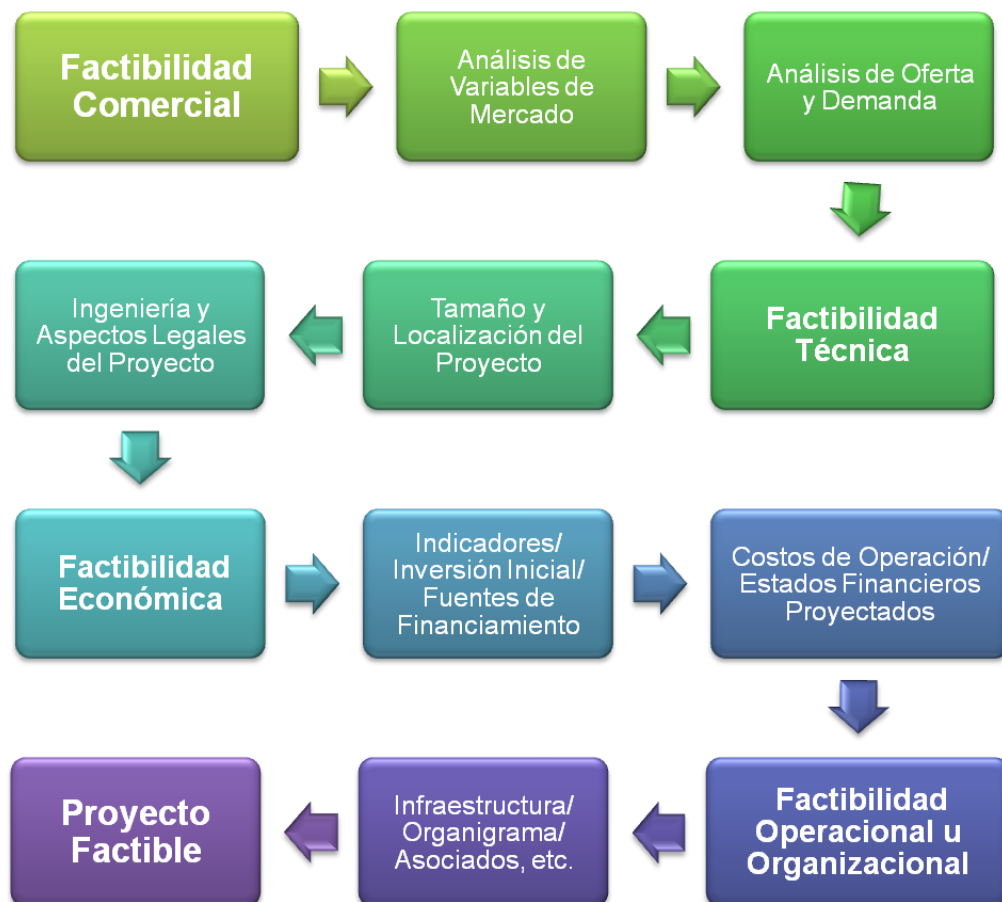 Factibilidad
Comercial
Análisis de
Variables de
Mercado
Análisis de Oferta
y Demanda
Factibilidad
Técnica
Tamaño y
Localización del
Proyecto
Ingeniería y
Aspectos Legales
del Proyecto
Factibilidad
Económica
Indicadores/
Inversión Inicial/
Fuentes de
Financiamiento
Costos de Operación/
Estados Financieros
Proyectados
Factibilidad
Operacional u
Organizacional
Infraestructura/
Organigrama/
Asociados, etc.
Proyecto
Factible